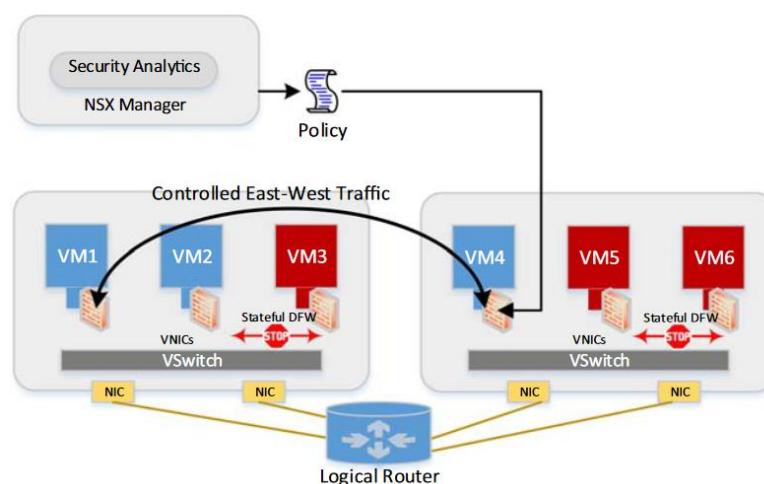 Security Analytics
NSX Manager
Policy
Controlled East-West Traffic
VM1
VM2
VM3
VM4
VM5
VM6
Stateful DFW
STOP
VNICs
VSwitch
Stateful DFW
STOP
VNICs
VSwitch
NIC
NIC
NIC
NIC
Logical Router